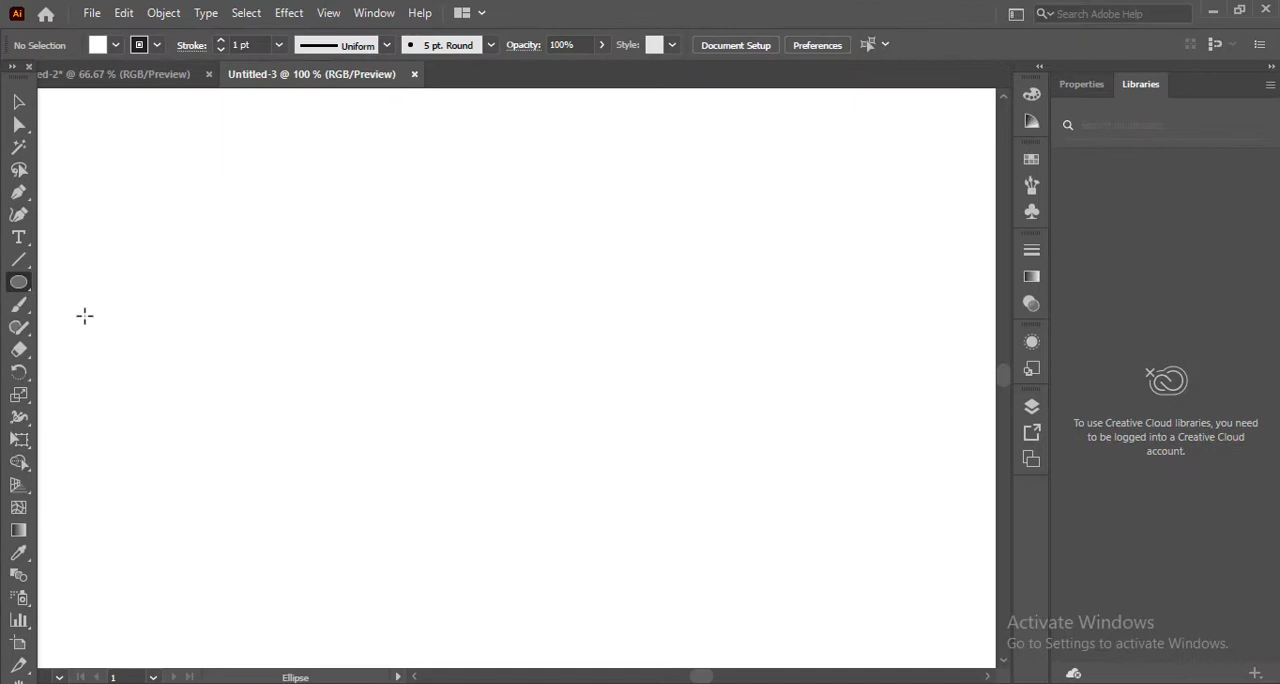 Ai File Edit Object Type Select Effect View Window Help Search Adobe Help
No Selection Stroke: 1 pt Uniform 5 pt. Round Opacity: 100% Style: Document Setup Preferences
ed-2* @ 66.67 % (RGB/Preview) Untitled-3 @ 100 % (RGB/Preview)
Properties Libraries
To use Creative Cloud libraries, you need
to be logged into a Creative Cloud
account.
Activate Windows
Go to Settings to activate Windows.
1 Ellipse